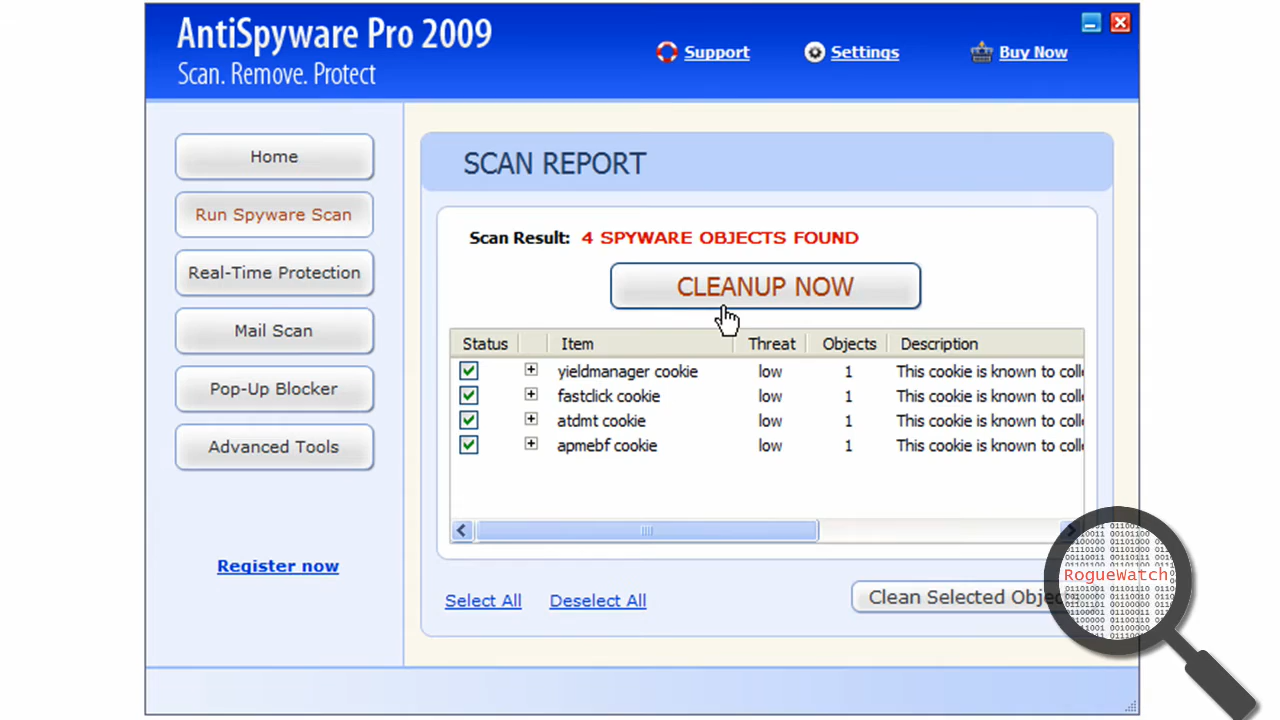 AntiSpyware Pro 2009
Scan. Remove. Protect
Support
Settings
Buy Now
Home
Run Spyware Scan
Real-Time Protection
Mail Scan
Pop-Up Blocker
Advanced Tools
Register now
SCAN REPORT
Scan Result: 4 SPYWARE OBJECTS FOUND
CLEANUP NOW
Status Item Threat Objects Description
yieldmanager cookie low 1 This cookie is known to coll
fastclick cookie low 1 This cookie is known to coll
atdmt cookie low 1 This cookie is known to coll
apmebf cookie low 1 This cookie is known to coll
Select All
Deselect All
Clean Selected
RogueWatch